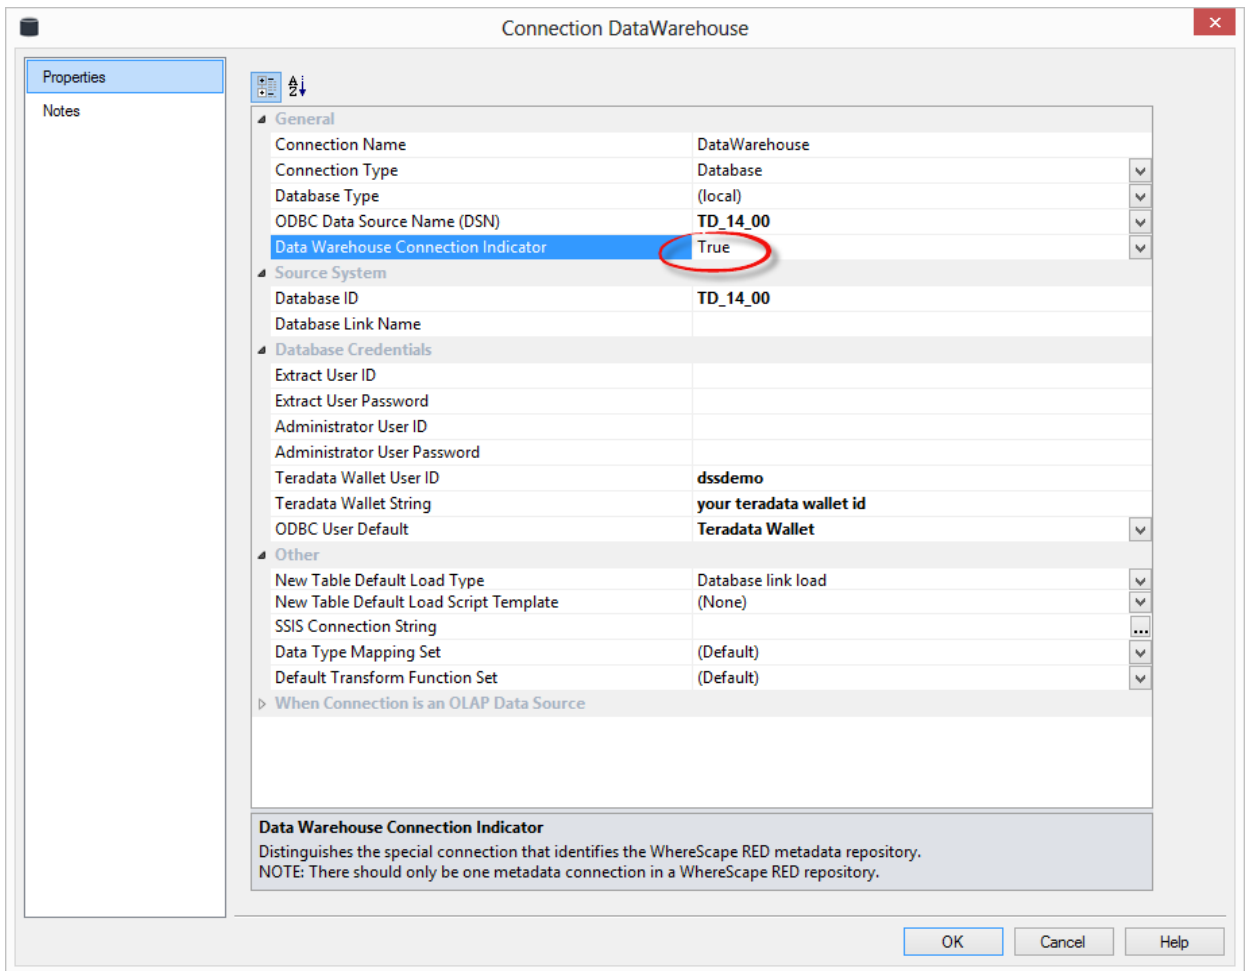 Connection DataWarehouse
Properties
Notes
General
Connection Name DataWarehouse
Connection Type Database
Database Type (local)
ODBC Data Source Name (DSN) TD_14_00
Data Warehouse Connection Indicator True
Source System
Database ID TD_14_00
Database Link Name
Database Credentials
Extract User ID
Extract User Password
Administrator User ID
Administrator User Password
Teradata Wallet User ID dssdemo
Teradata Wallet String your teradata wallet id
ODBC User Default Teradata Wallet
Other
New Table Default Load Type Database link load
New Table Default Load Script Template (None)
SSIS Connection String ...
Data Type Mapping Set (Default)
Default Transform Function Set (Default)
When Connection is an OLAP Data Source
Data Warehouse Connection Indicator
Distinguishes the special connection that identifies the WhereScape RED metadata repository.
NOTE: There should only be one metadata connection in a WhereScape RED repository.
OK Cancel Help